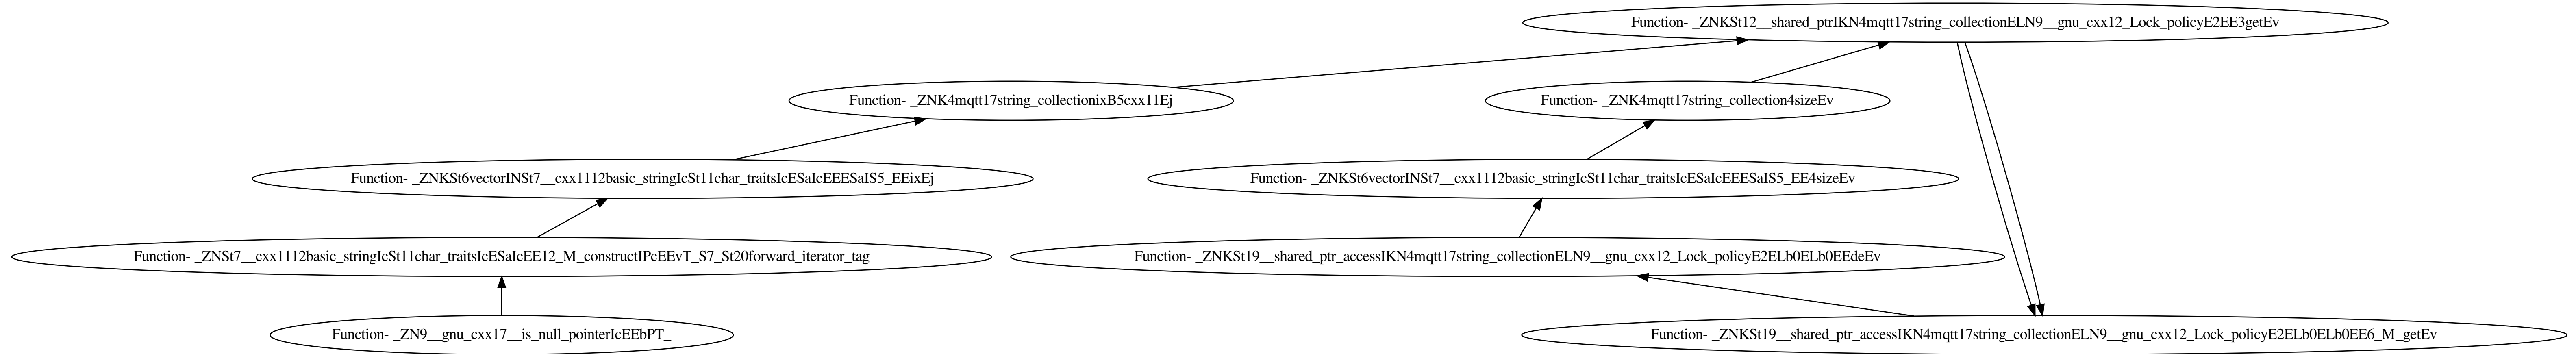 Function- _ZNKSt12__shared_ptrIKN4mqtt17string_collectionELN9__gnu_cxx12_Lock_policyE2EE3getEv
Function- _ZNK4mqtt17string_collectionixB5cxx11Ej
Function- _ZNK4mqtt17string_collection4sizeEv
Function- _ZNKSt6vectorINSt7__cxx1112basic_stringIcSt11char_traitsIcESaIcEEESaIS5_EEixEj
Function- _ZNKSt6vectorINSt7__cxx1112basic_stringIcSt11char_traitsIcESaIcEEESaIS5_EE4sizeEv
Function- _ZNSt7__cxx1112basic_stringIcSt11char_traitsIcESaIcEE12_M_constructIPcEEvT_S7_St20forward_iterator_tag
Function- _ZNKSt19__shared_ptr_accessIKN4mqtt17string_collectionELN9__gnu_cxx12_Lock_policyE2ELb0ELb0EEdeEv
Function- _ZN9__gnu_cxx17__is_null_pointerIcEEbPT_
Function- _ZNKSt19__shared_ptr_accessIKN4mqtt17string_collectionELN9__gnu_cxx12_Lock_policyE2ELb0ELb0EE6_M_getEv